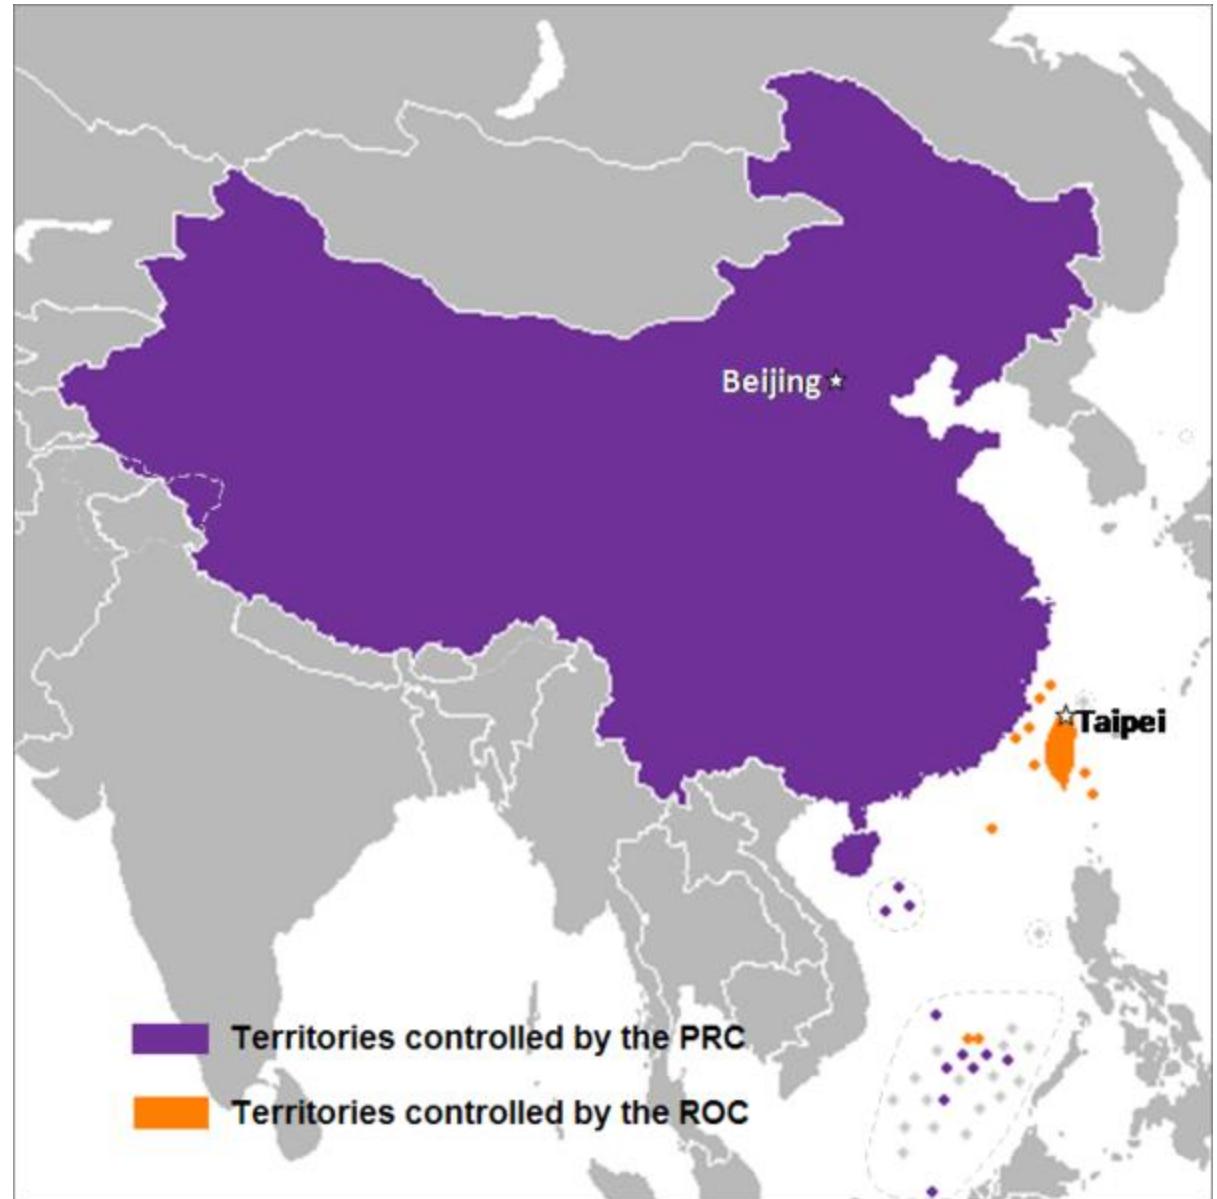 Beijing
Taipei
Territories controlled by the PRC
Territories controlled by the ROC